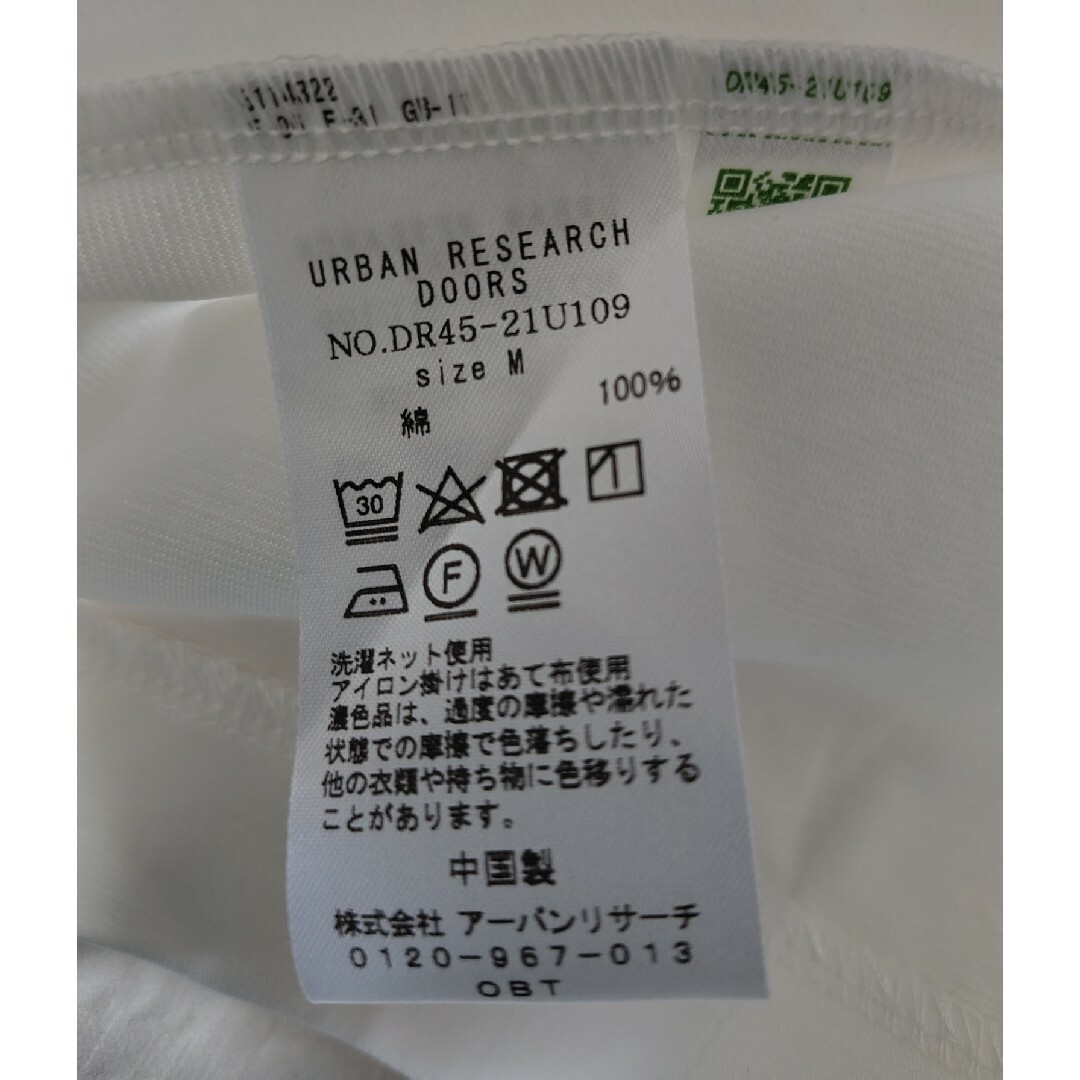 DR45-21U109
URBAN RESEARCH
DOORS
NO.DR45-21U109
size M
綿 100%
30
F W
洗濯ネット使用
アイロン掛けはあて布使用
濃色品は、過度の摩擦や濡れた
状態での摩擦で色落ちしたり、
他の衣類や持ち物に色移りする
ことがあります。
中国製
株式会社 アーバンリサーチ
0120-967-013
OBT